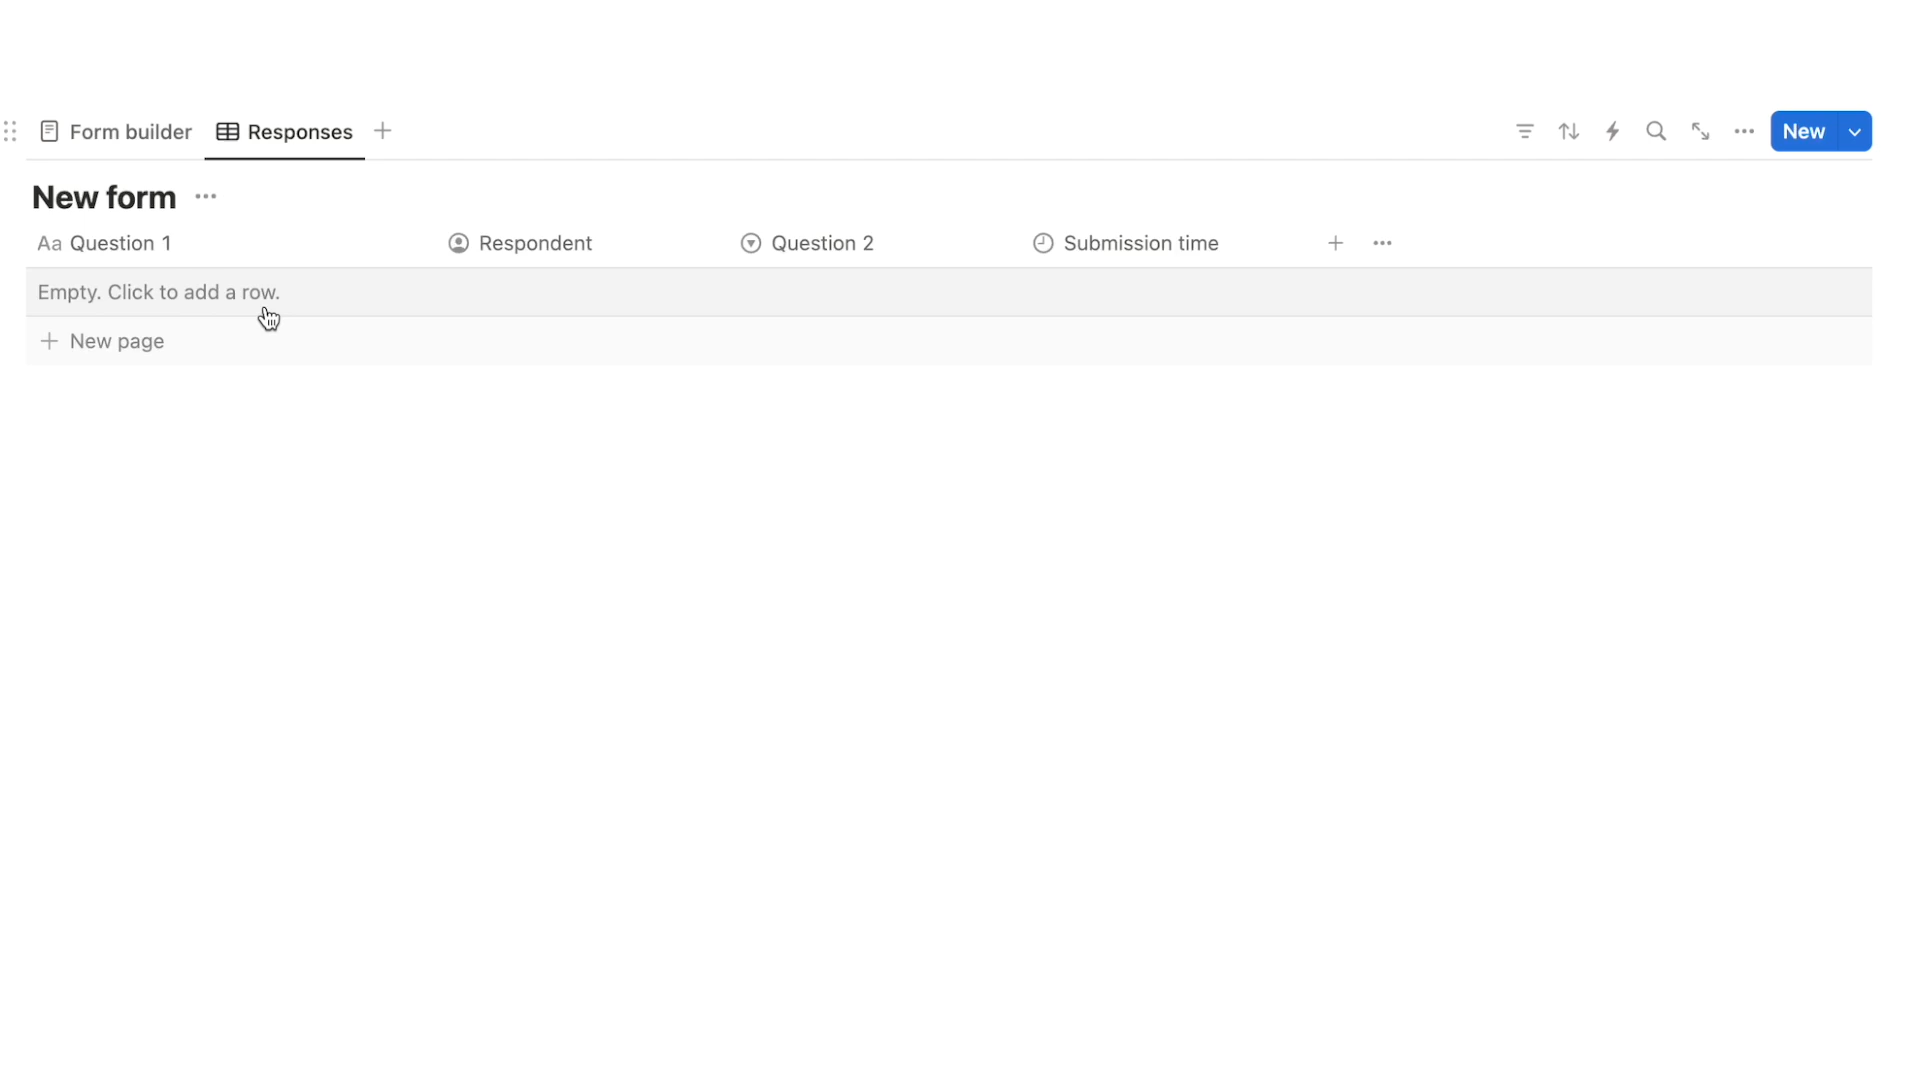 Form builder Responses New
New form
Aa Question 1 Respondent Question 2 Submission time
Empty. Click to add a row.
New page